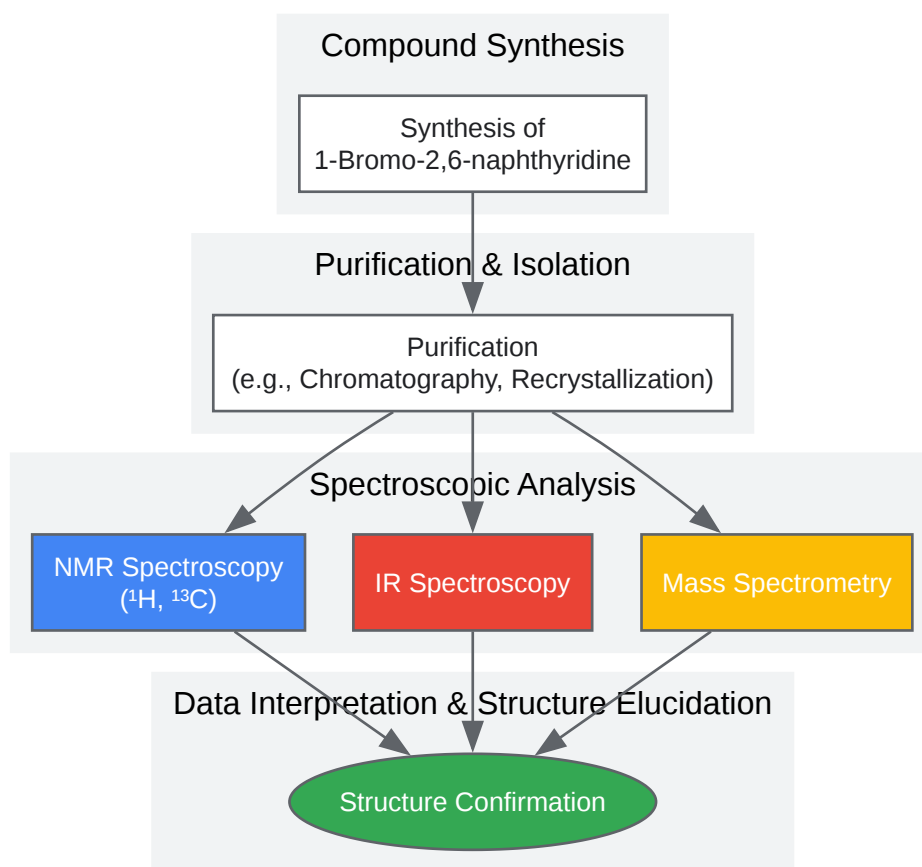 Compound Synthesis
Synthesis of
1-Bromo-2,6-naphthyridine
Purification & Isolation
Purification
(e.g., Chromatography, Recrystallization)
Spectroscopic Analysis
NMR Spectroscopy
(¹H, ¹³C)
IR Spectroscopy
Mass Spectrometry
Data Interpretation & Structure Elucidation
Structure Confirmation